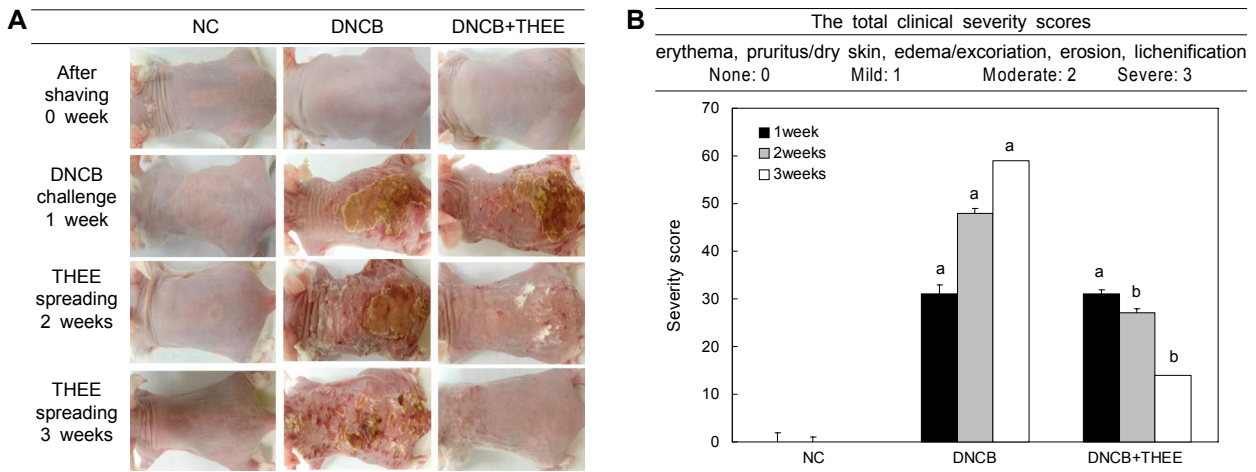 A
NC DNCB DNCB+THEE
After
shaving
0 week
DNCB
challenge
1 week
THEE
spreading
2 weeks
THEE
spreading
3 weeks
B
The total clinical severity scores
erythema, pruritus/dry skin, edema/excoriation, erosion, lichenification
None: 0 Mild: 1 Moderate: 2 Severe: 3
70
60
50
40
30
20
10
0
Severity score
1week
2weeks
3weeks
a
a
a
a
b
b
NC DNCB DNCB+THEE